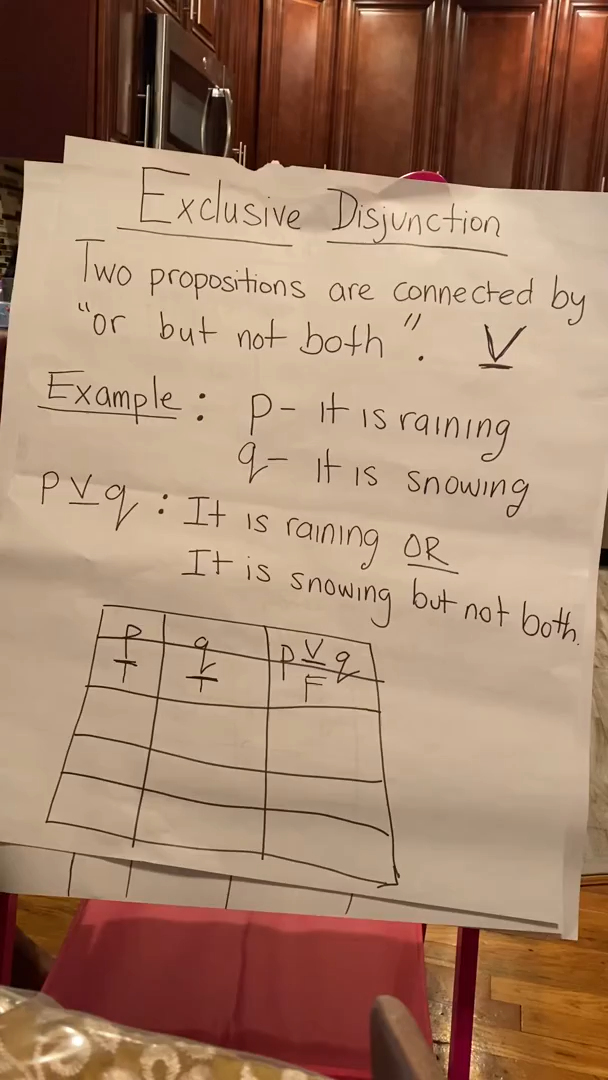 Exclusive Disjunction
Two propositions are connected by
"or but not both". V
Example: p- it is raining
q- it is snowing
p V q: It is raining OR
It is snowing but not both.
p q p V q
T T F